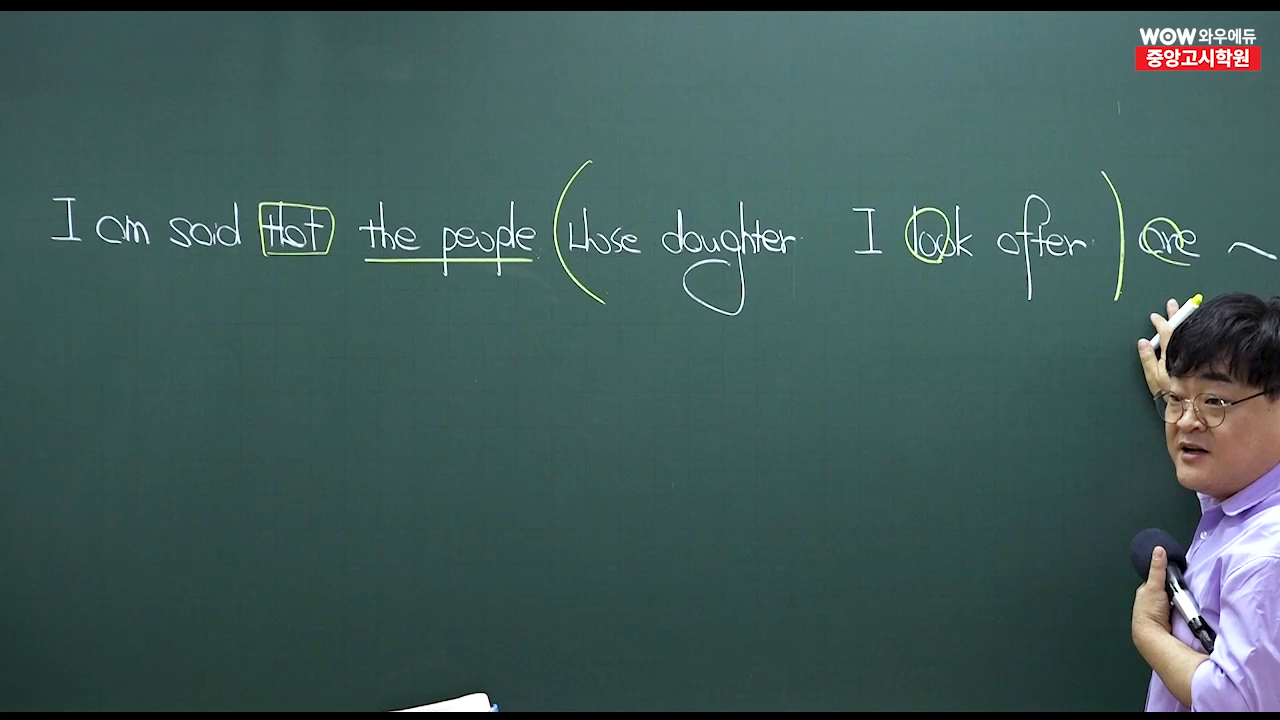 WOW 와우에듀
중앙고시학원
I am said that the people (whose daughter I look after) are ~